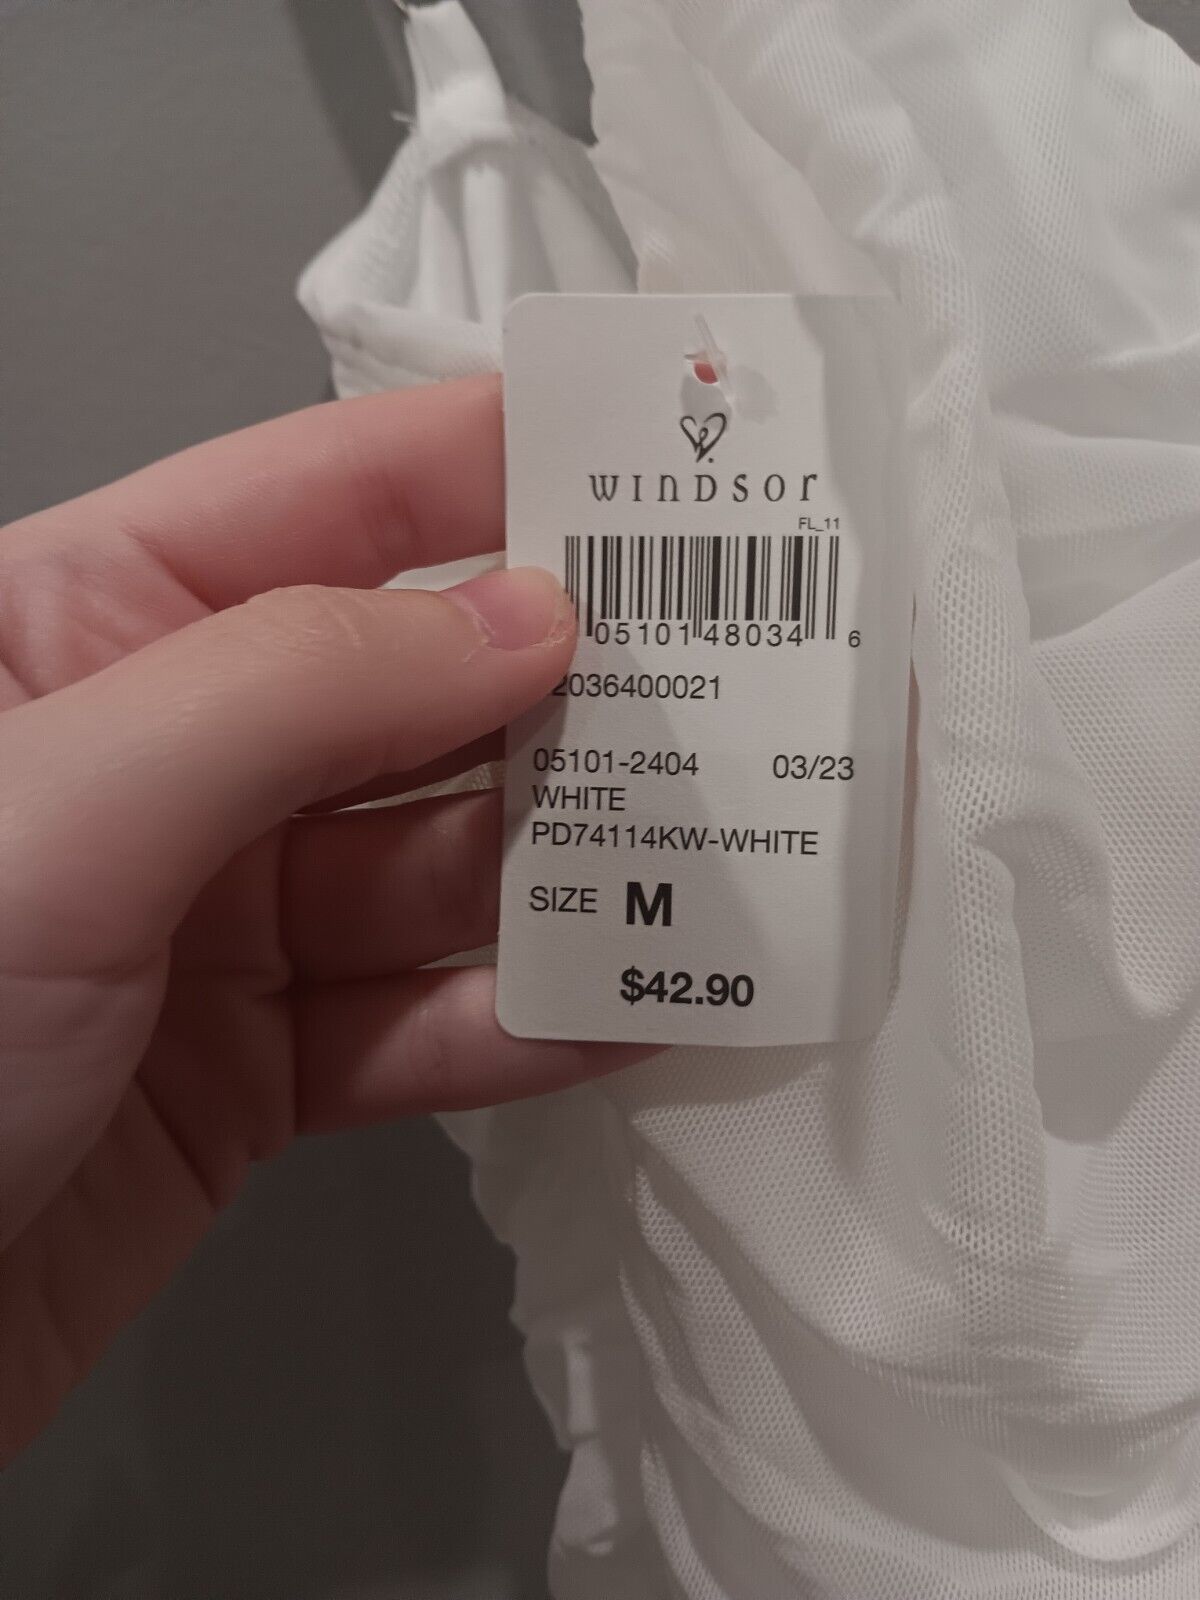 WINDSOR
FL_11
05101 48034 6
2036400021
05101-2404 03/23
WHITE
PD74114KW-WHITE
SIZE M
$42.90